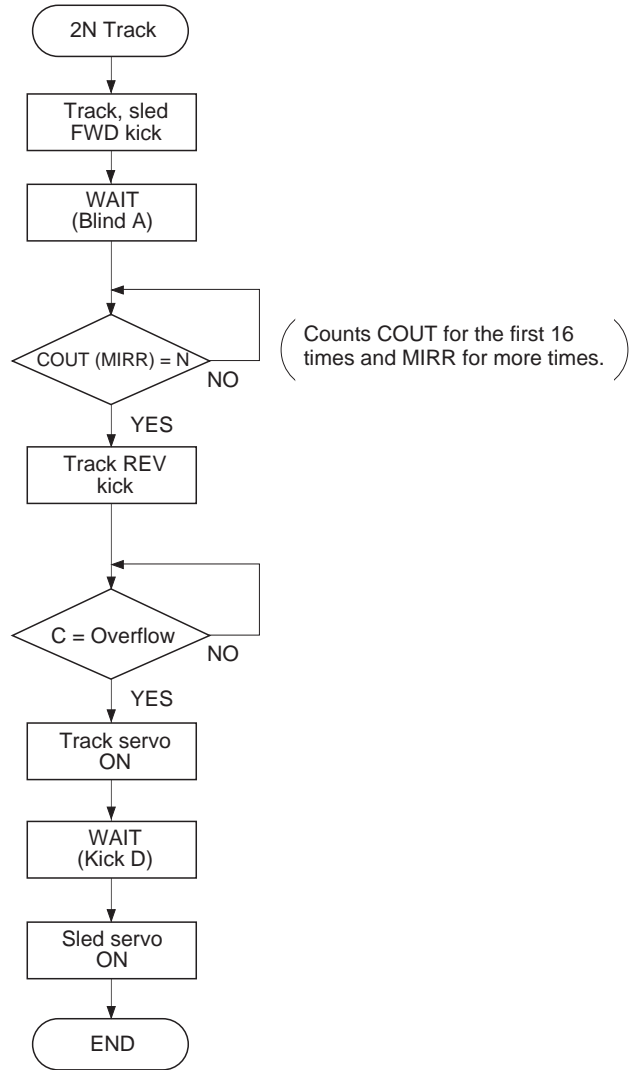 2N Track
Track, sled
FWD kick
WAIT
(Blind A)
COUT (MIRR) = N
NO
Counts COUT for the first 16
times and MIRR for more times.
YES
Track REV
kick
C = Overflow
NO
YES
Track servo
ON
WAIT
(Kick D)
Sled servo
ON
END